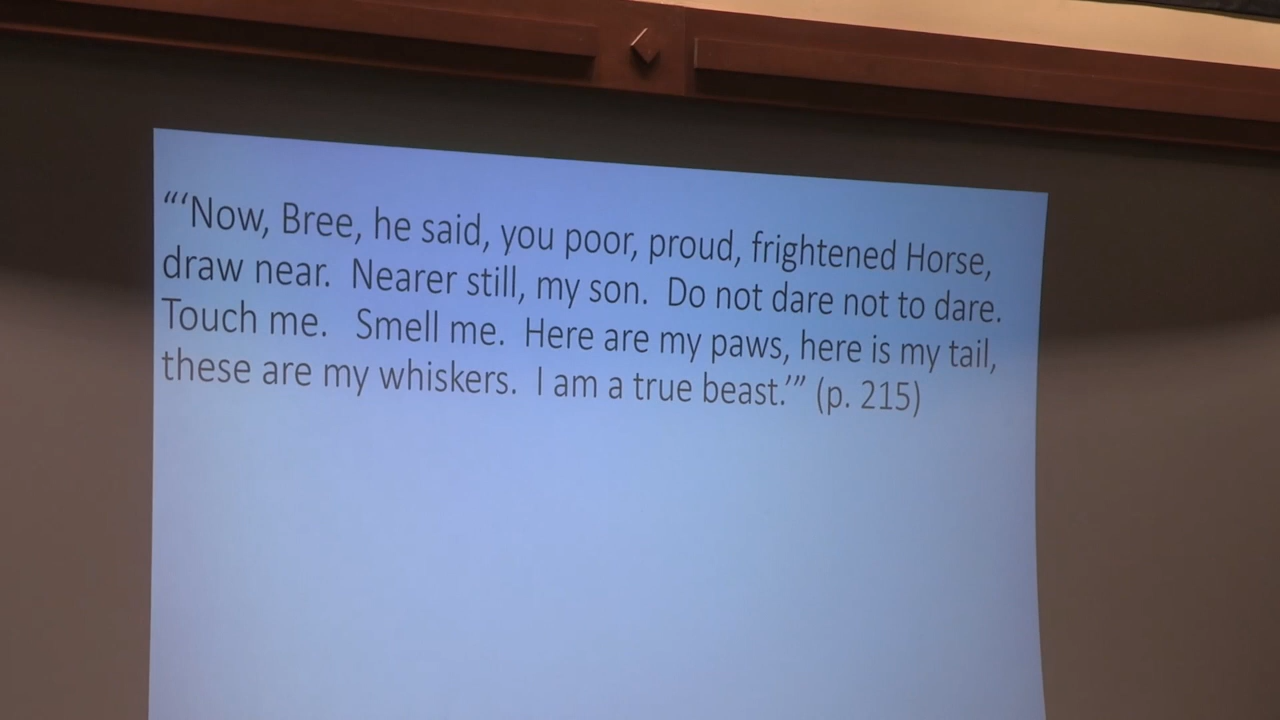 “‘Now, Bree, he said, you poor, proud, frightened Horse,
draw near.  Nearer still, my son.  Do not dare not to dare.
Touch me.   Smell me.  Here are my paws, here is my tail,
these are my whiskers.  I am a true beast.’” (p. 215)